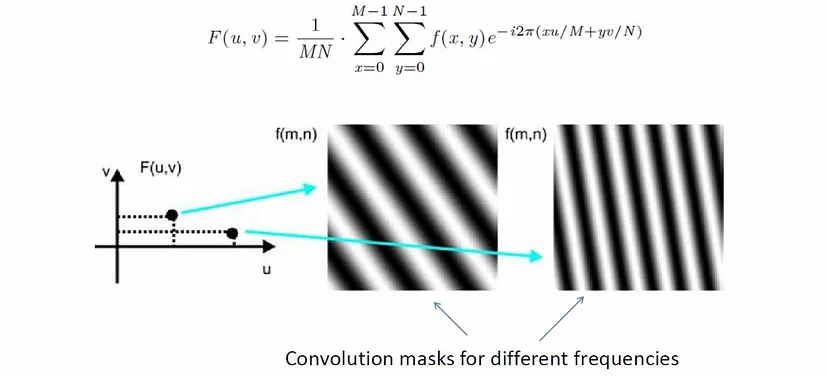 F(u, v) = \frac{1}{MN} \cdot \sum_{x=0}^{M-1} \sum_{y=0}^{N-1} f(x, y) e^{-i2\pi(xu/M+yv/N)}
f(m,n)
f(m,n)
v
F(u,v)
u
Convolution masks for different frequencies